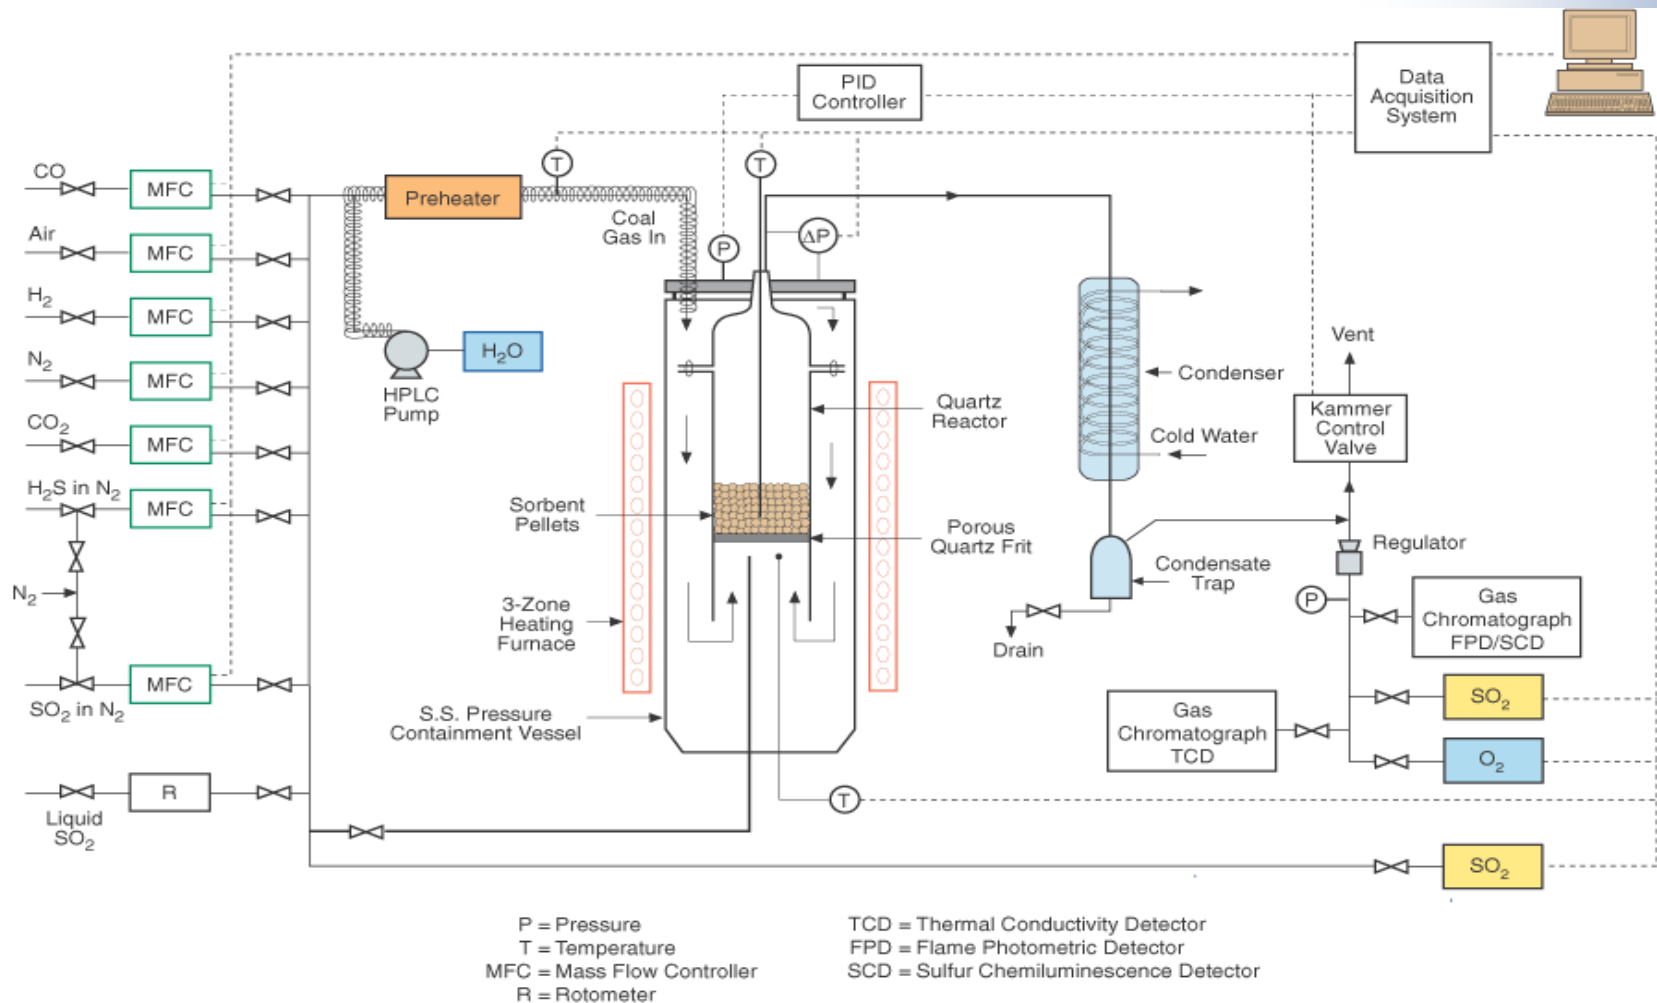 Data
Acquisition
System
PID
Controller
T
T
CO
MFC
Preheater
Coal
Gas In
P
ΔP
Air
MFC
H₂
MFC
HPLC
Pump
H₂O
N₂
MFC
CO₂
MFC
H₂S in N₂
MFC
N₂
MFC
SO₂ in N₂
R
Liquid
SO₂
Quartz
Reactor
Sorbent
Pellets
Porous
Quartz Frit
3-Zone
Heating
Furnace
S.S. Pressure
Containment Vessel
T
Condenser
Cold Water
Condensate
Trap
Drain
Vent
Kammer
Control
Valve
Regulator
P
Gas
Chromatograph
FPD/SCD
Gas
Chromatograph
TCD
SO₂
O₂
SO₂
P = Pressure
T = Temperature
MFC = Mass Flow Controller
R = Rotometer
TCD = Thermal Conductivity Detector
FPD = Flame Photometric Detector
SCD = Sulfur Chemiluminescence Detector